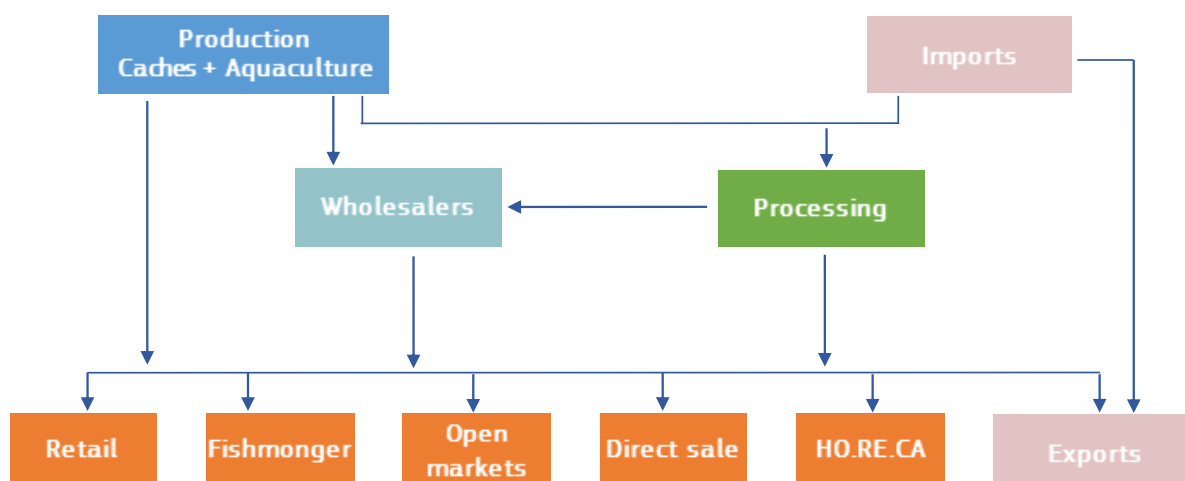 Production
Caches + Aquaculture
Imports
Wholesalers
Processing
Retail
Fishmonger
Open
markets
Direct sale
HO.RE.CA
Exports